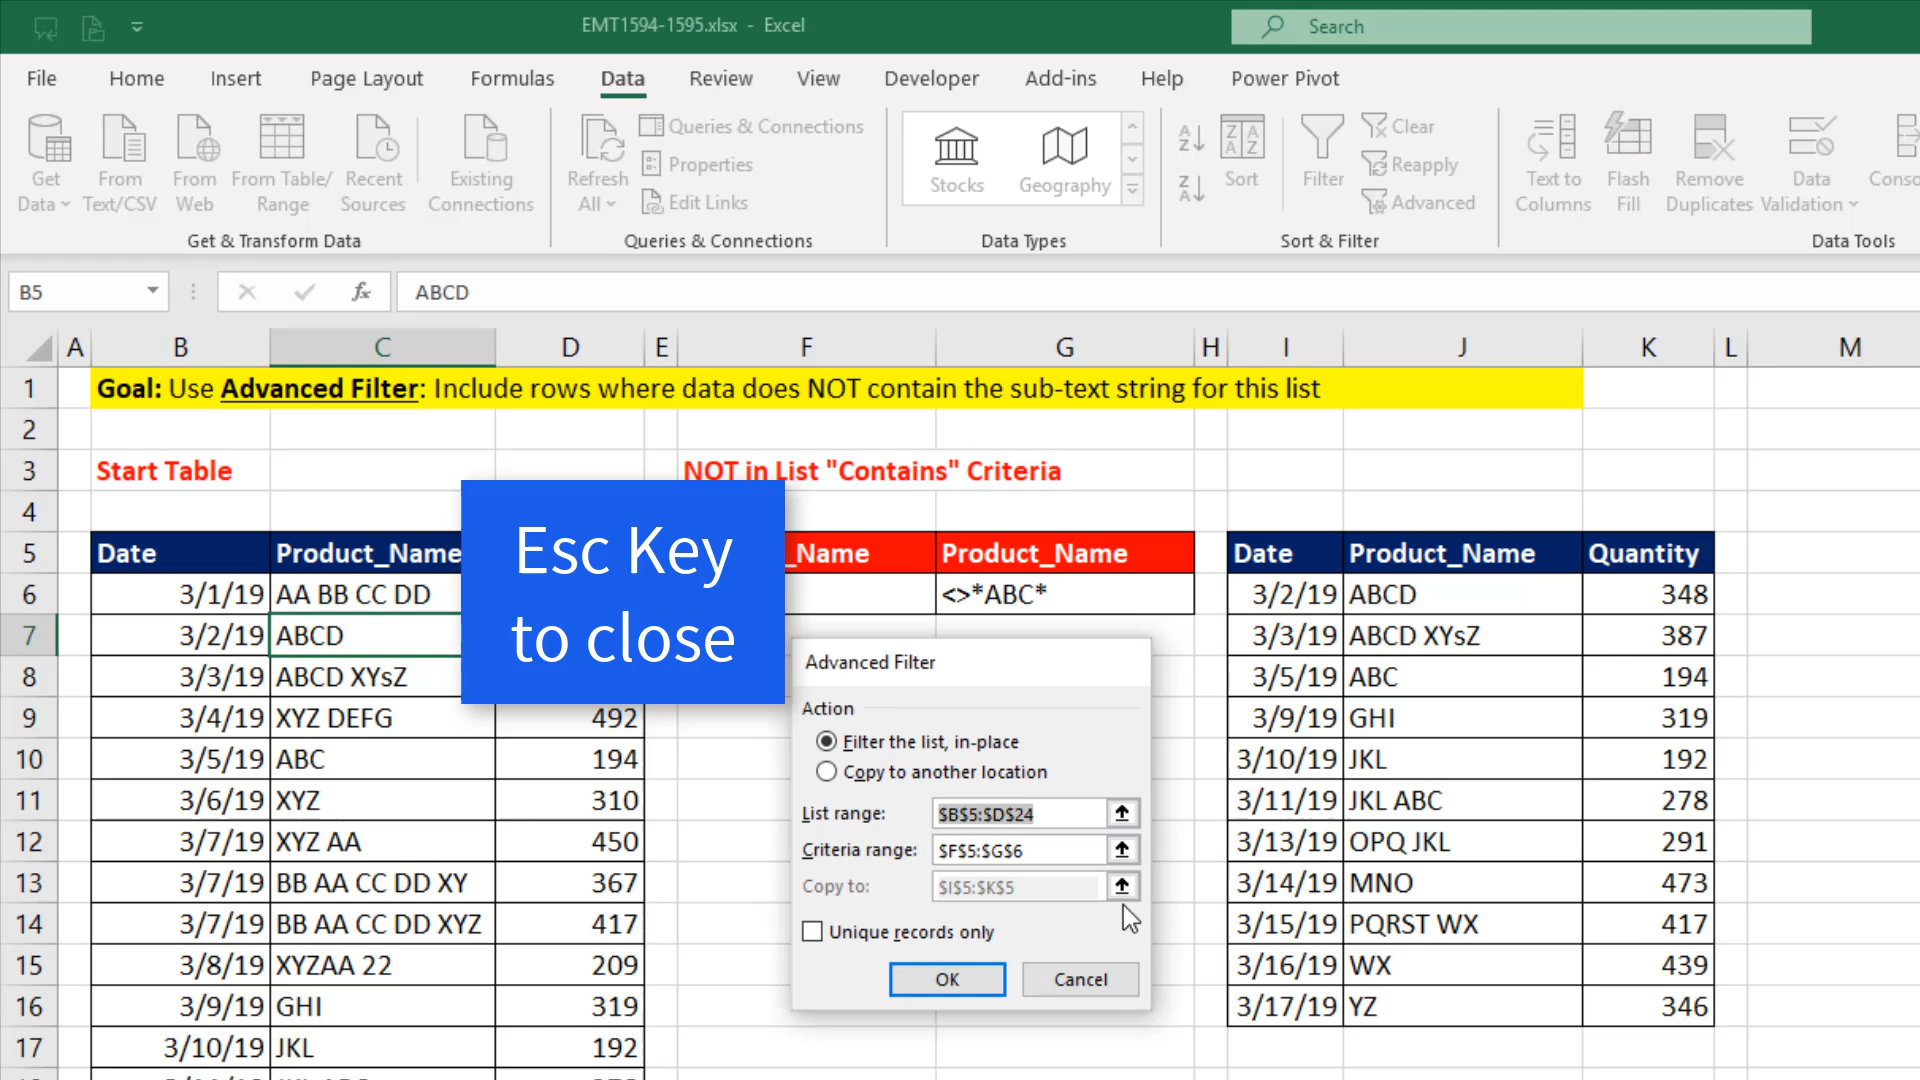 EMT1594-1595.xlsx - Excel
Search
File Home Insert Page Layout Formulas Data Review View Developer Add-ins Help Power Pivot
Get Data
From Text/CSV
From Web
From Table/ Range
Recent Sources
Existing Connections
Get & Transform Data
Refresh All
Queries & Connections
Properties
Edit Links
Queries & Connections
Stocks
Geography
Data Types
Sort
Filter
Clear
Reapply
Advanced
Sort & Filter
Text to Columns
Flash Fill
Remove Duplicates
Data Validation
Data Tools
B5
fx
ABCD
A B C D E F G H I J K L M
1 Goal: Use Advanced Filter: Include rows where data does NOT contain the sub-text string for this list
2
3 Start Table NOT in List "Contains" Criteria
4
5 Date Product_Name _Name Product_Name Date Product_Name Quantity
6 3/1/19 AA BB CC DD <>*ABC* 3/2/19 ABCD 348
7 3/2/19 ABCD 3/3/19 ABCD XYsZ 387
8 3/3/19 ABCD XYsZ 3/5/19 ABC 194
9 3/4/19 XYZ DEFG 492 3/9/19 GHI 319
10 3/5/19 ABC 194 3/10/19 JKL 192
11 3/6/19 XYZ 310 3/11/19 JKL ABC 278
12 3/7/19 XYZ AA 450 3/13/19 OPQ JKL 291
13 3/7/19 BB AA CC DD XY 367 3/14/19 MNO 473
14 3/7/19 BB AA CC DD XYZ 417 3/15/19 PQRST WX 417
15 3/8/19 XYZAA 22 209 3/16/19 WX 439
16 3/9/19 GHI 319 3/17/19 YZ 346
17 3/10/19 JKL 192
Esc Key
to close
Advanced Filter
Action
Filter the list, in-place
Copy to another location
List range: $B$5:$D$24
Criteria range: $F$5:$G$6
Copy to: $I$5:$K$5
Unique records only
OK Cancel